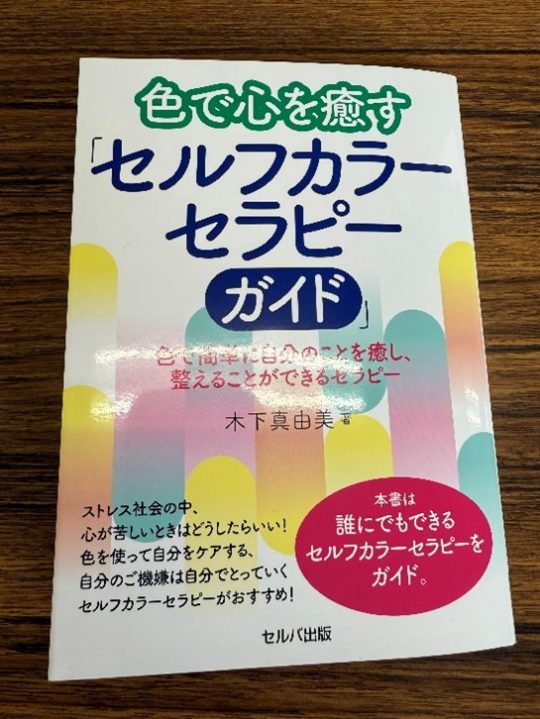 色で心を癒す
「セルフカラー
セラピー
ガイド」
色で簡単に自分のことを癒し、
整えることができるセラピー
木下真由美 著
ストレス社会の中、
心が苦しいときはどうしたらいい!
色を使って自分をケアする、
自分のご機嫌は自分でとっていく
セルフカラーセラピーがおすすめ!
本書は
誰にでもできる
セルフカラーセラピーを
ガイド。
セルバ出版